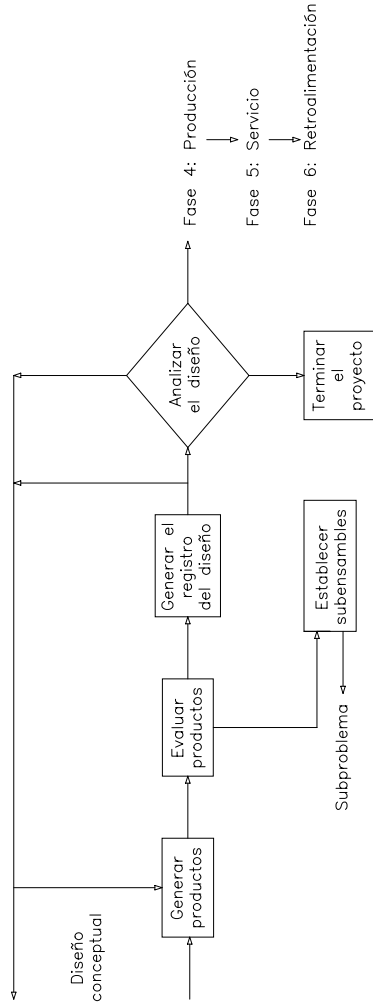 Diseño
conceptual
Generar
productos
Evaluar
productos
Generar el
registro
del diseño
Analizar
el diseño
Fase 4: Producción
Fase 5: Servicio
Fase 6: Retroalimentación
Subproblema
Establecer
subensambles
Terminar
el
proyecto